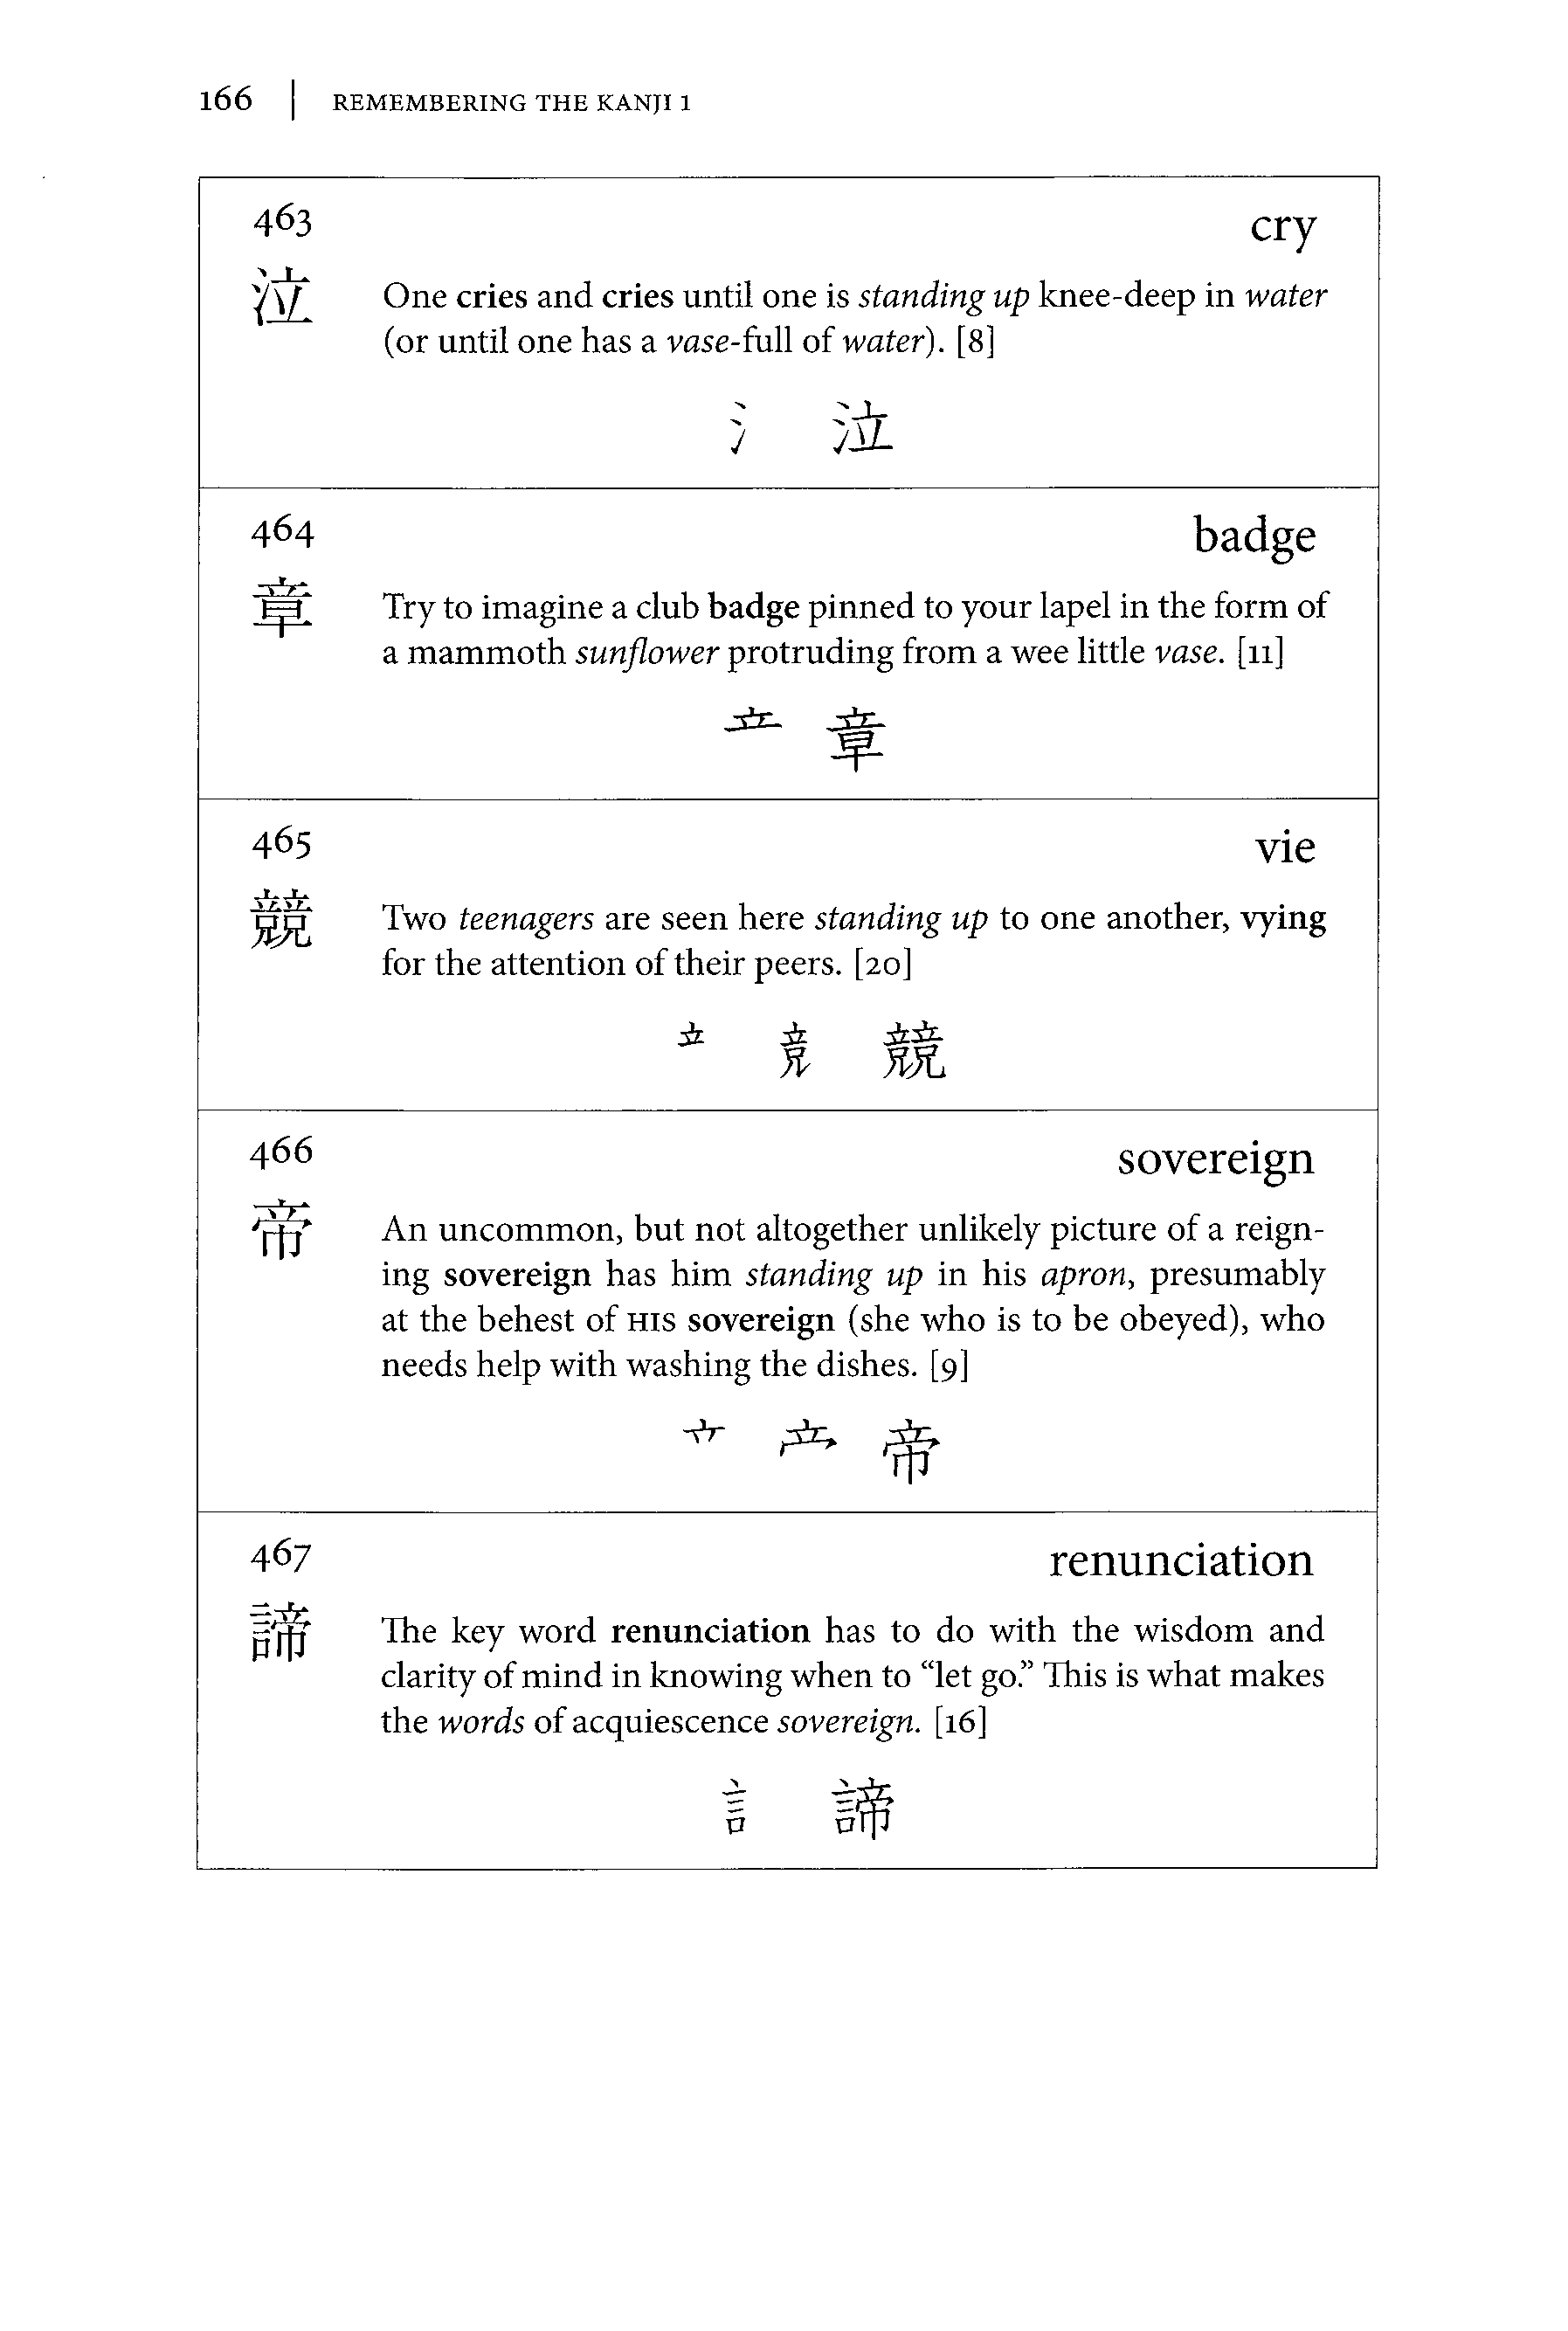 166 | REMEMBERING THE KANJI 1
463 cry
泣 One cries and cries until one is standing up knee-deep in water
(or until one has a vase-full of water). [8]
氵 泣
464 badge
章 Try to imagine a club badge pinned to your lapel in the form of
a mammoth sunflower protruding from a wee little vase. [11]
立 章
465 vie
競 Two teenagers are seen here standing up to one another, vying
for the attention of their peers. [20]
立 竞 競
466 sovereign
帝 An uncommon, but not altogether unlikely picture of a reign-
ing sovereign has him standing up in his apron, presumably
at the behest of HIS sovereign (she who is to be obeyed), who
needs help with washing the dishes. [9]
帝
467 renunciation
諦 The key word renunciation has to do with the wisdom and
clarity of mind in knowing when to “let go.” This is what makes
the words of acquiescence sovereign. [16]
言 諦